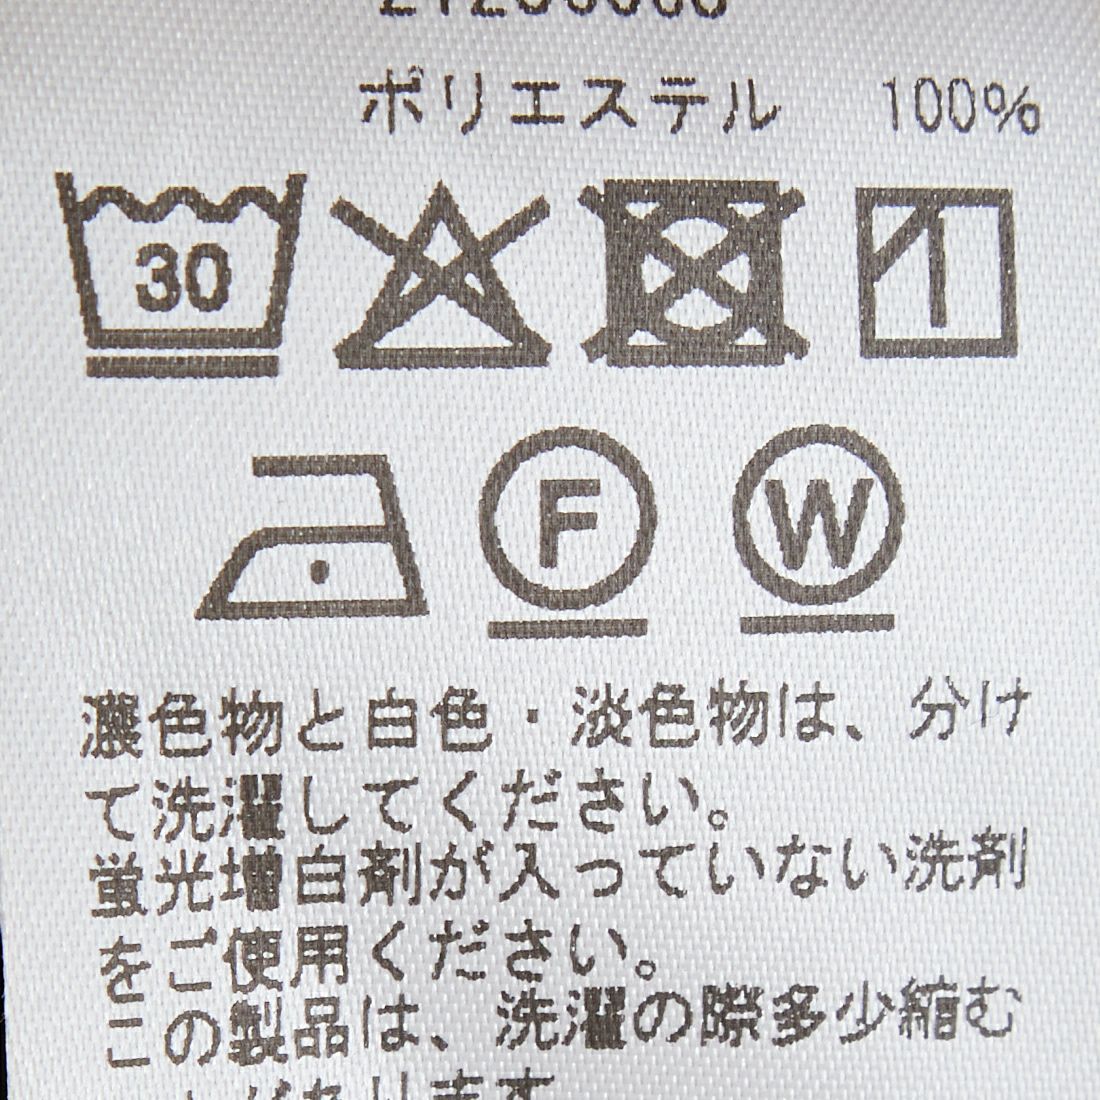 ポリエステル 100%
30
F W
濃色物と白色・淡色物は、分け
て洗濯してください。
蛍光増白剤が入っていない洗剤
をご使用ください。
この製品は、洗濯の際多少縮む